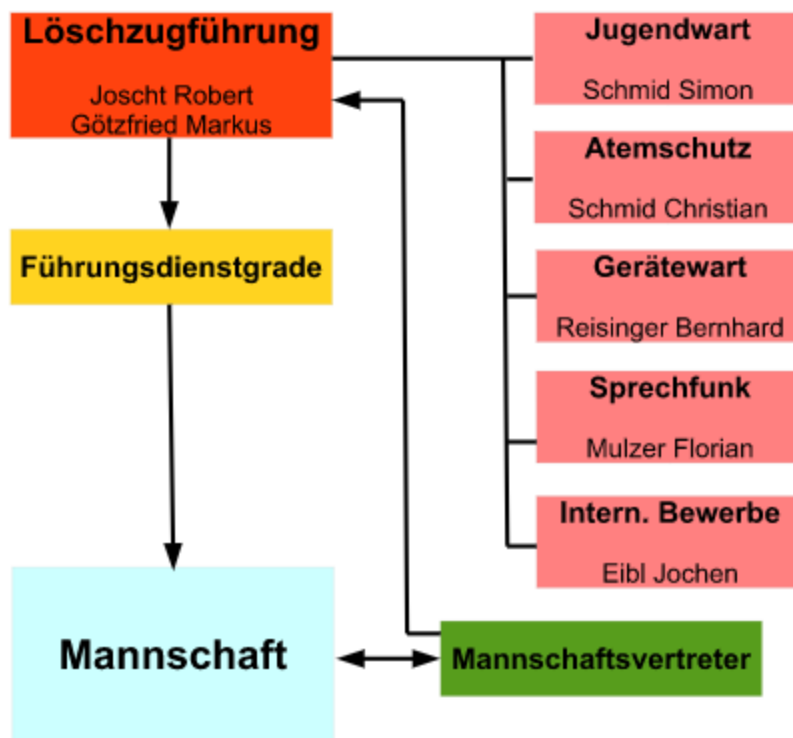 Löschzugführung
Joscht Robert
Götzfried Markus
Führungsdienstgrade
Mannschaft
Jugendwart
Schmid Simon
Atemschutz
Schmid Christian
Gerätewart
Reisinger Bernhard
Sprechfunk
Mulzer Florian
Intern. Bewerbe
Eibl Jochen
Mannschaftsvertreter